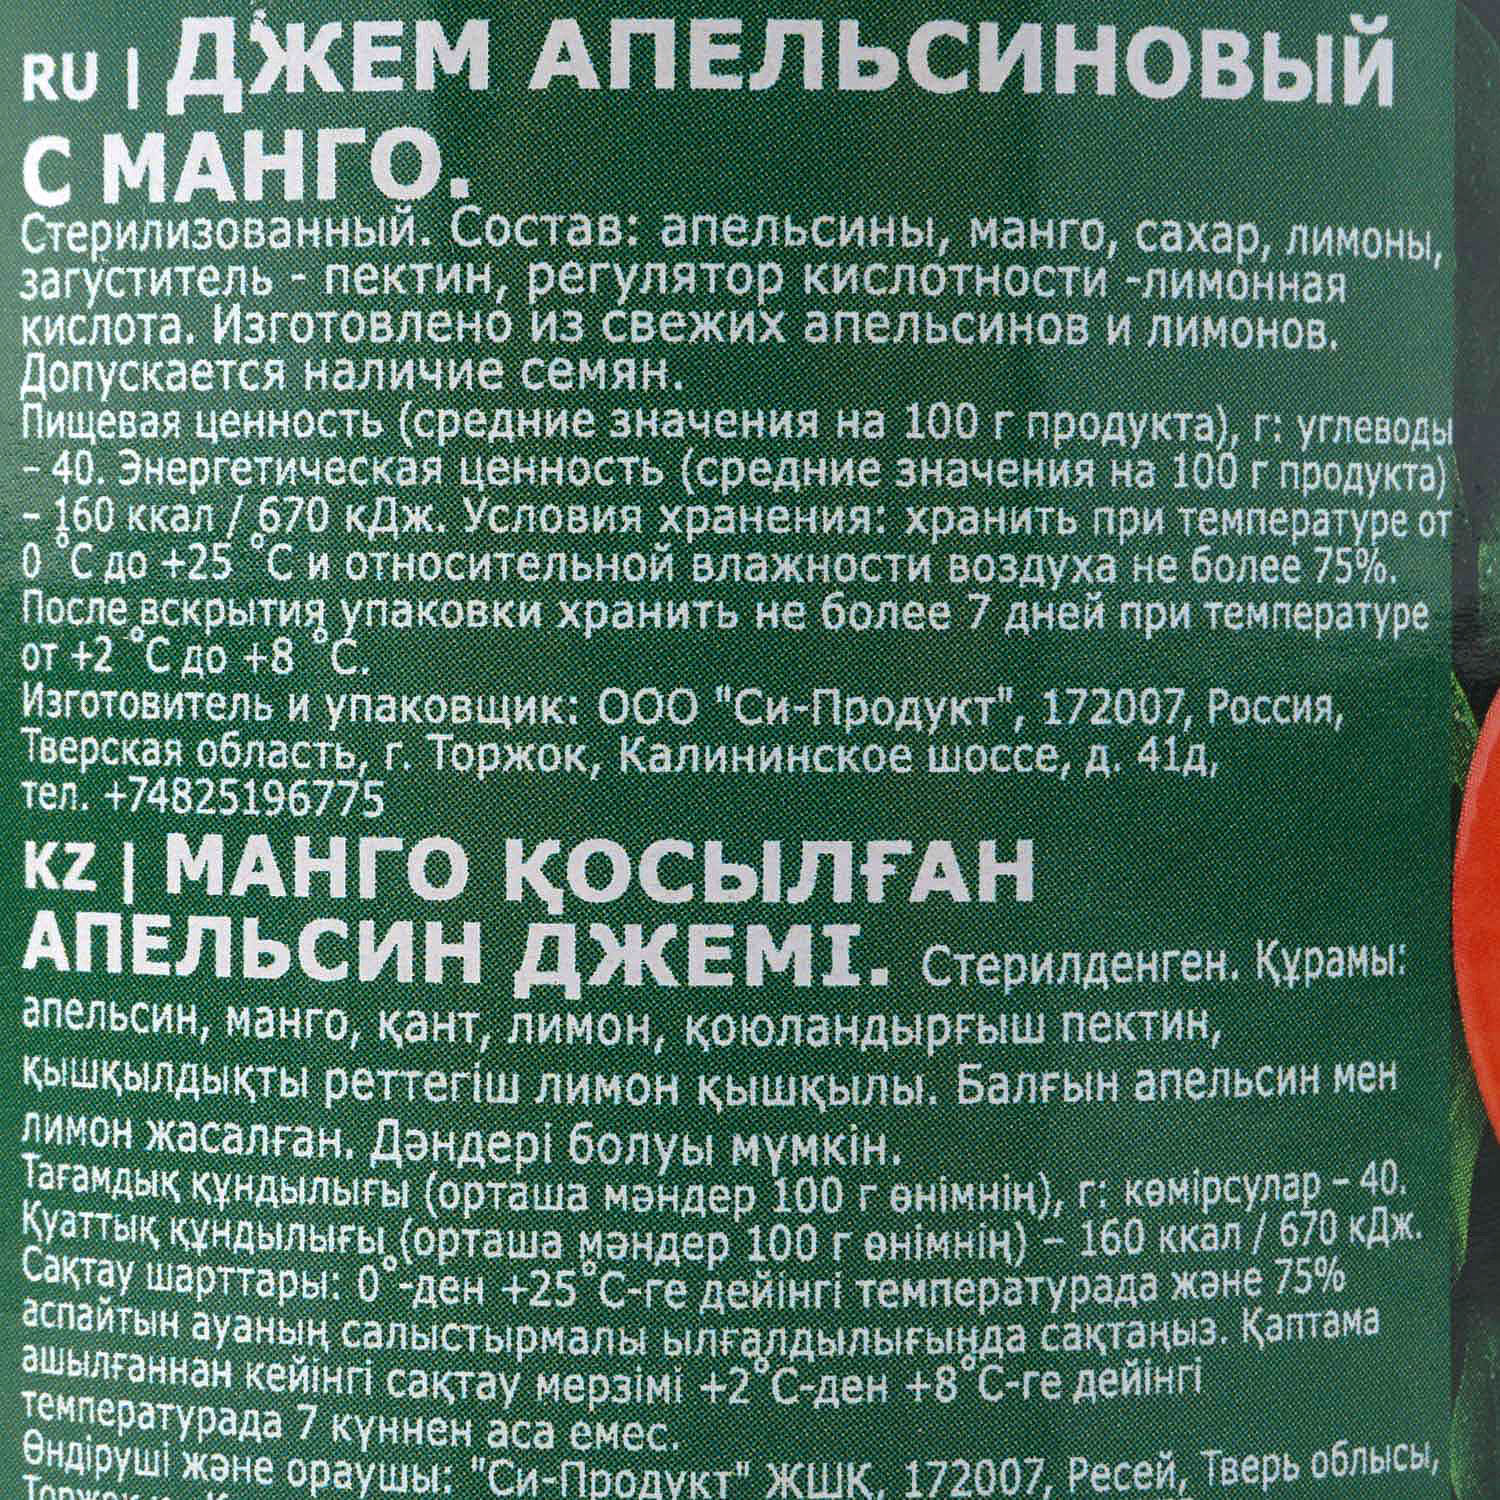 RU | ДЖЕМ АПЕЛЬСИНОВЫЙ
С МАНГО.
Стерилизованный. Состав: апельсины, манго, сахар, лимоны,
загуститель - пектин, регулятор кислотности -лимонная
кислота. Изготовлено из свежих апельсинов и лимонов.
Допускается наличие семян.
Пищевая ценность (средние значения на 100 г продукта), г: углеводы
– 40. Энергетическая ценность (средние значения на 100 г продукта)
– 160 ккал / 670 кДж. Условия хранения: хранить при температуре от
0 °С до +25 °С и относительной влажности воздуха не более 75%.
После вскрытия упаковки хранить не более 7 дней при температуре
от +2 °С до +8 °С.
Изготовитель и упаковщик: ООО "Си-Продукт", 172007, Россия,
Тверская область, г. Торжок, Калининское шоссе, д. 41д,
тел. +74825196775
KZ | МАНГО ҚОСЫЛҒАН
АПЕЛЬСИН ДЖЕМІ. Стерилденген. Құрамы:
апельсин, манго, қант, лимон, қоюландырғыш пектин,
қышқылдықты реттегіш лимон қышқылы. Балғын апельсин мен
лимон жасалған. Дәндері болуы мүмкін.
Тағамдық құндылығы (орташа мәндер 100 г өнімнің), г: көмірсулар – 40.
Қуаттық құндылығы (орташа мәндер 100 г өнімнің) – 160 ккал / 670 кДж.
Сақтау шарттары: 0°-ден +25°С-ге дейінгі температурада және 75%
аспайтын ауаның салыстырмалы ылғалдылығында сақтаңыз. Қаптама
ашылғаннан кейінгі сақтау мерзімі +2°С-ден +8°С-ге дейінгі
температурада 7 күннен аса емес.
Өндіруші және ораушы: "Си-Продукт" ЖШҚ, 172007, Ресей, Тверь облысы,